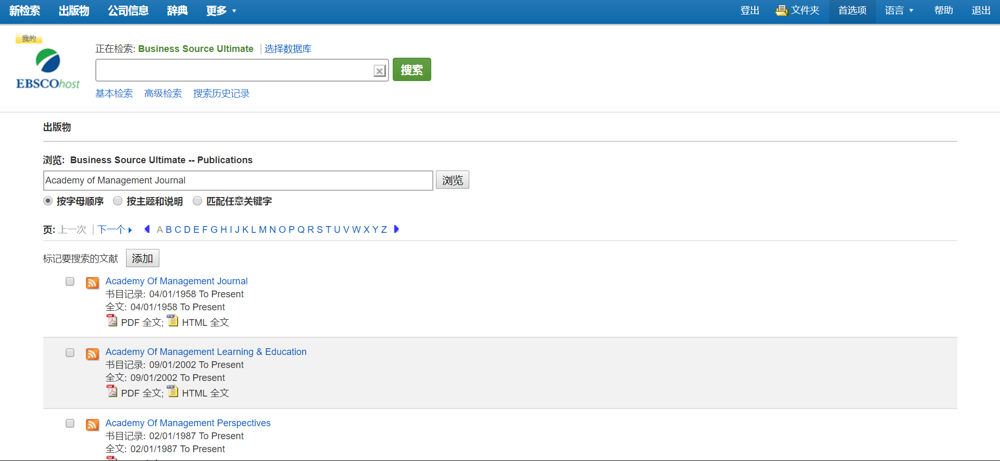 新检索 出版物 公司信息 辞典 更多 登出 文件夹 首选项 语言 帮助 退出
我的
EBSCOhost
正在检索: Business Source Ultimate 选择数据库
搜索
基本检索 高级检索 搜索历史记录
出版物
浏览: Business Source Ultimate -- Publications
Academy of Management Journal 浏览
按字母顺序 按主题和说明 匹配任意关键字
页: 上一次 下一个 A B C D E F G H I J K L M N O P Q R S T U V W X Y Z
标记要搜索的文献 添加
Academy Of Management Journal
书目记录: 04/01/1958 To Present
全文: 04/01/1958 To Present
PDF 全文; HTML 全文
Academy Of Management Learning & Education
书目记录: 09/01/2002 To Present
全文: 09/01/2002 To Present
PDF 全文; HTML 全文
Academy Of Management Perspectives
书目记录: 02/01/1987 To Present
全文: 02/01/1987 To Present